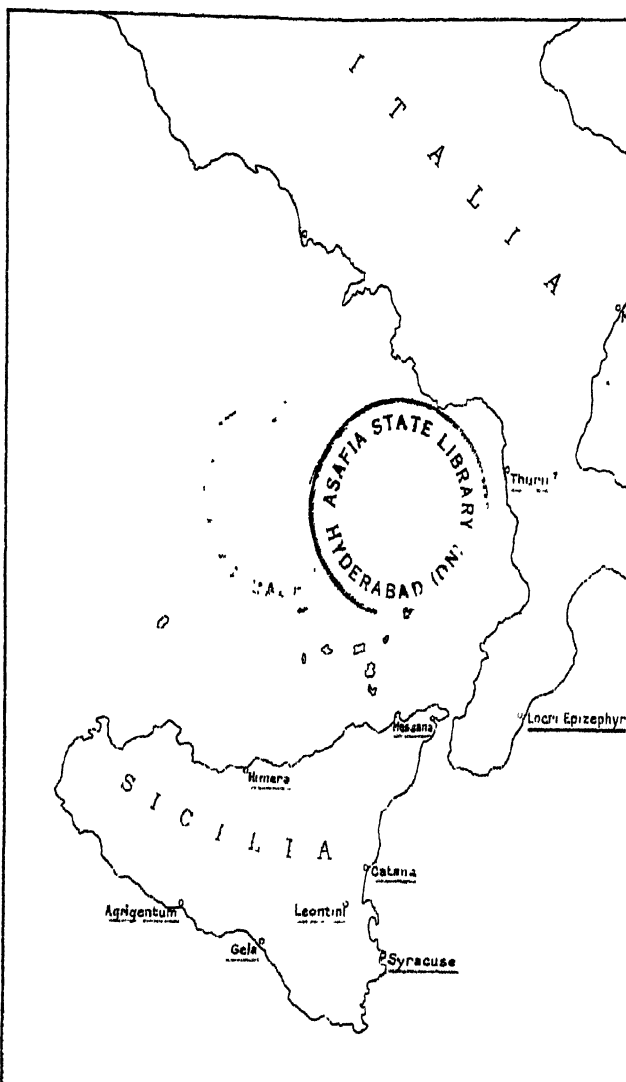 ITALIA
ASAFIA STATE LIBRARY
HYDERABAD (DN)
Thurii
Messana
Locri Epizephyr
Himera
SICILIA
Catana
Agrigentum
Leontini
Gela
Syracuse